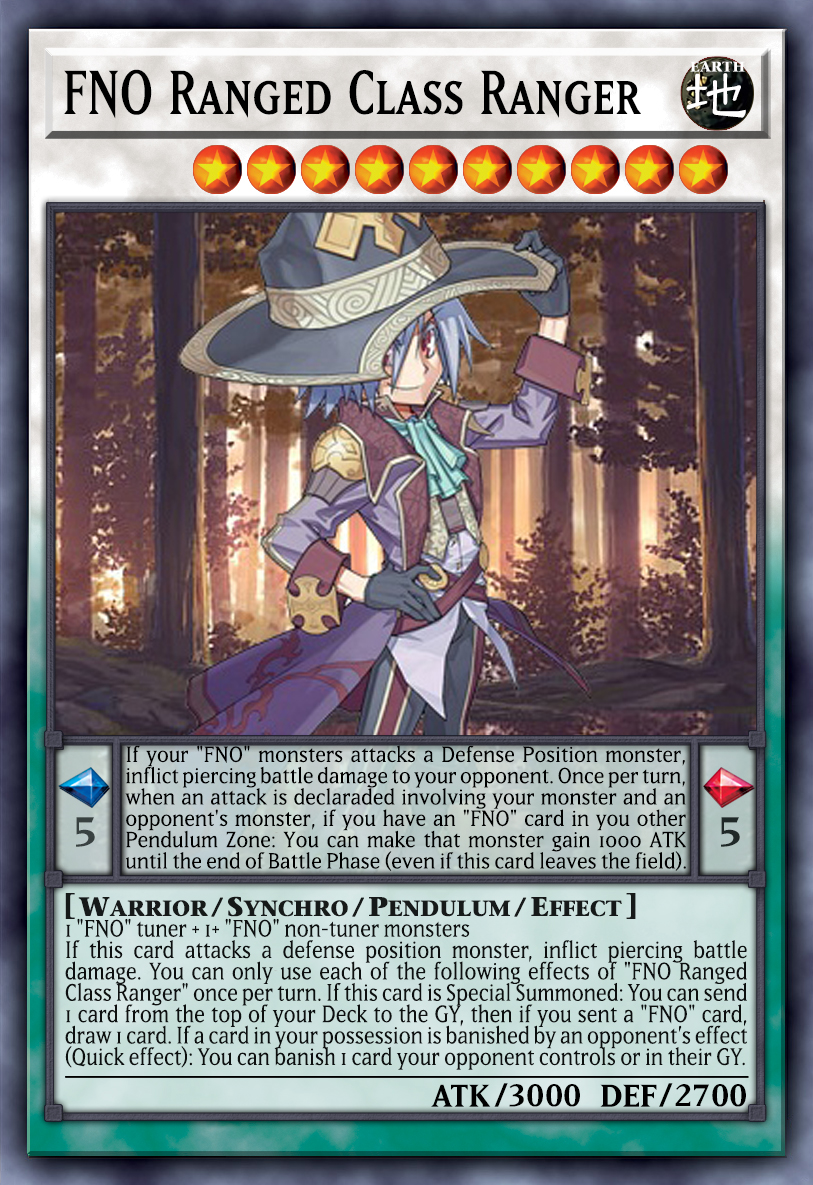 FNO Ranged Class Ranger
EARTH
地
If your "FNO" monsters attacks a Defense Position monster,
inflict piercing battle damage to your opponent. Once per turn,
when an attack is declaraded involving your monster and an
opponent's monster, if you have an "FNO" card in you other
Pendulum Zone: You can make that monster gain 1000 ATK
until the end of Battle Phase (even if this card leaves the field).
5
5
[ Warrior / Synchro / Pendulum / Effect ]
1 "FNO" tuner + 1+ "FNO" non-tuner monsters
If this card attacks a defense position monster, inflict piercing battle
damage. You can only use each of the following effects of "FNO Ranged
Class Ranger" once per turn. If this card is Special Summoned: You can send
1 card from the top of your Deck to the GY, then if you sent a "FNO" card,
draw 1 card. If a card in your possession is banished by an opponent's effect
(Quick effect): You can banish 1 card your opponent controls or in their GY.
ATK/3000 DEF/2700